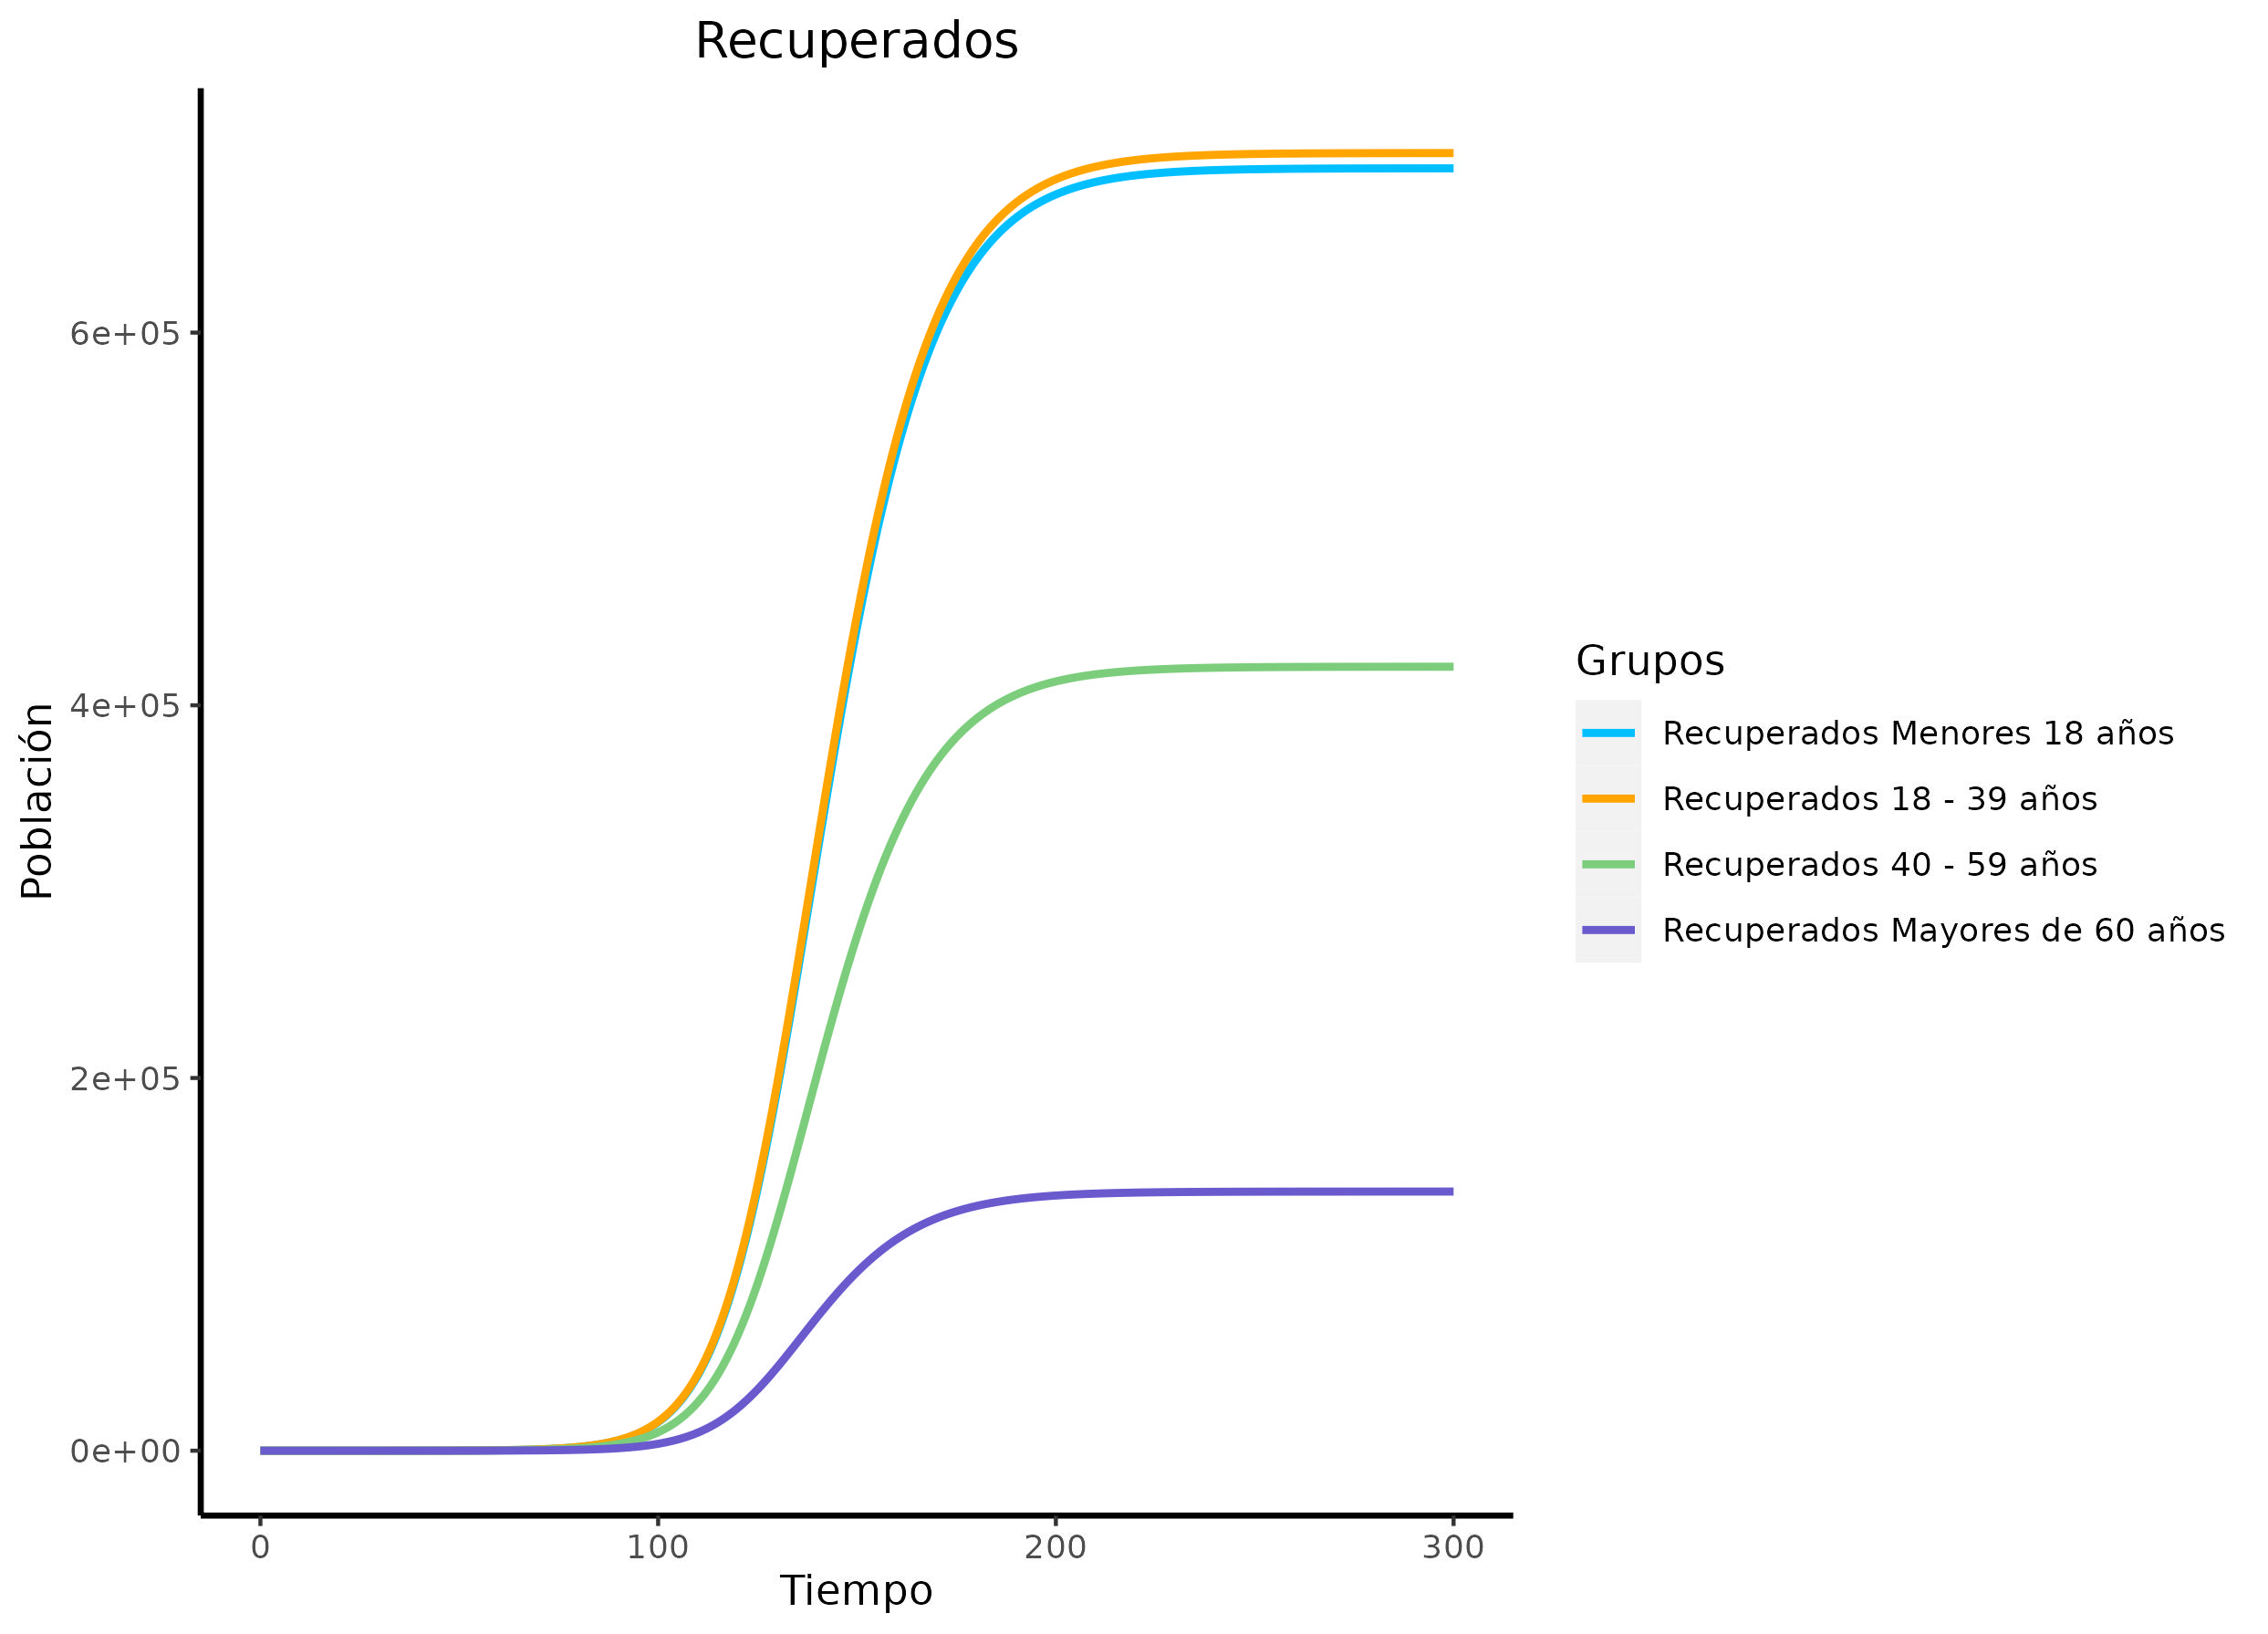 Recuperados
Población
6e+05
4e+05
2e+05
0e+00
0
100
200
300
Tiempo
Grupos
Recuperados Menores 18 años
Recuperados 18 - 39 años
Recuperados 40 - 59 años
Recuperados Mayores de 60 años